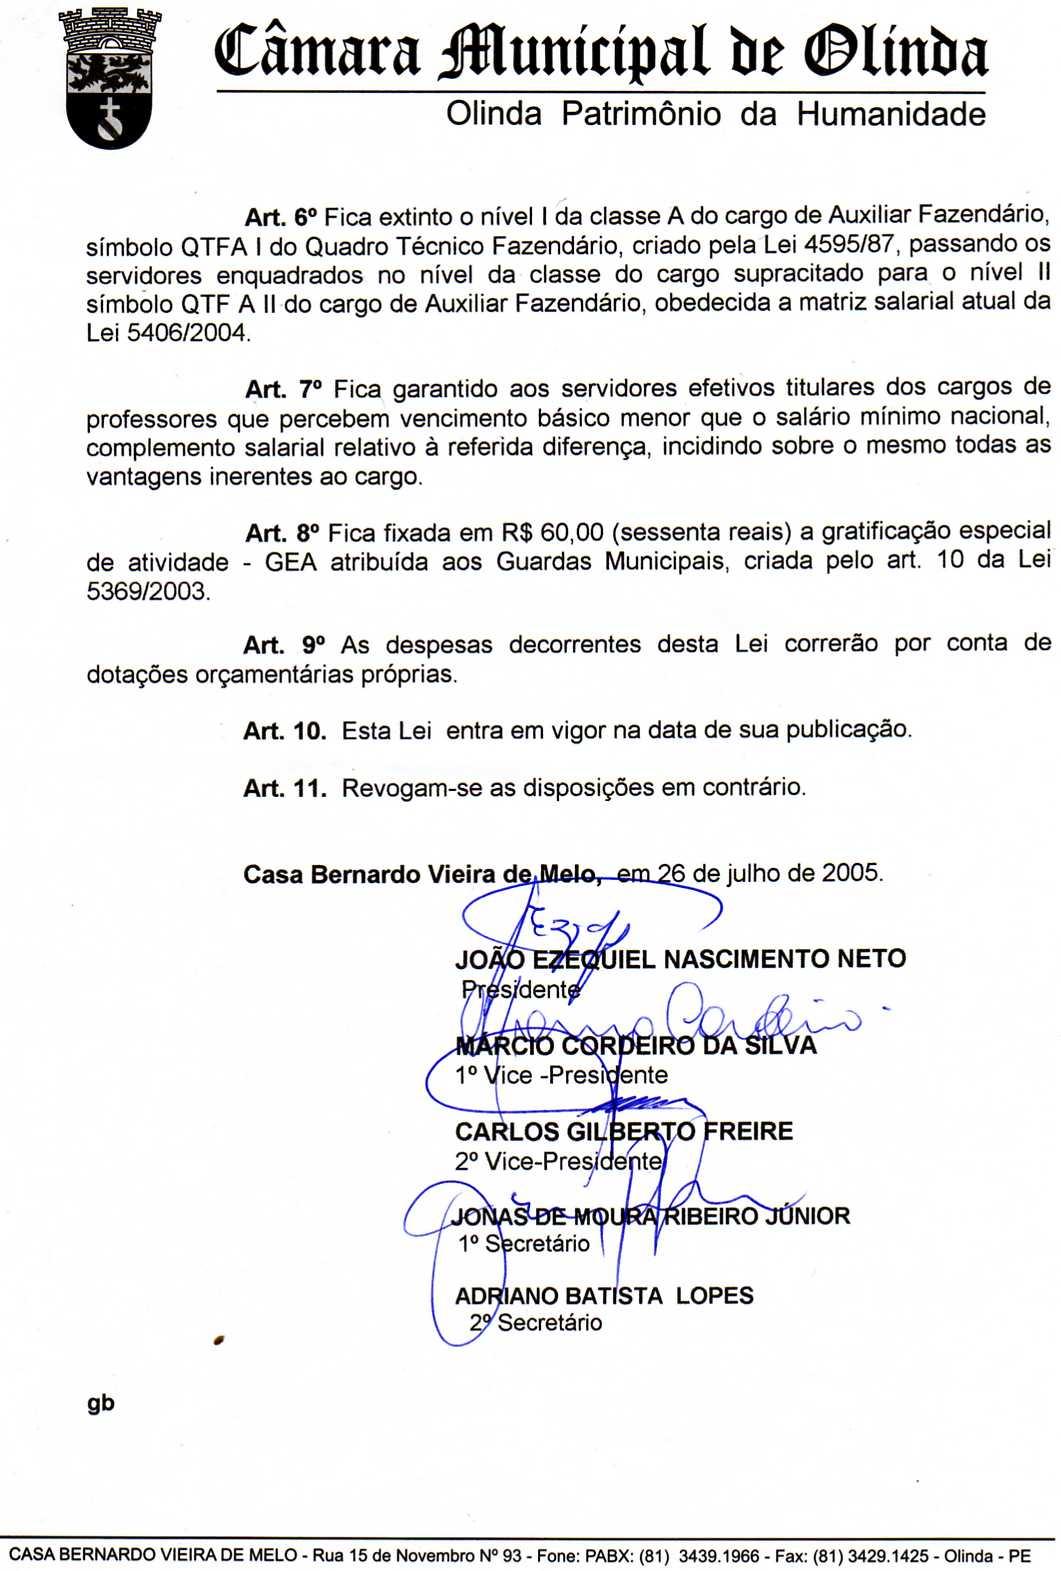 Câmara Municipal de Olinda
Olinda Patrimônio da Humanidade
Art. 6º Fica extinto o nível I da classe A do cargo de Auxiliar Fazendário,
símbolo QTFA I do Quadro Técnico Fazendário, criado pela Lei 4595/87, passando os
servidores enquadrados no nível da classe do cargo supracitado para o nível II
símbolo QTF A II do cargo de Auxiliar Fazendário, obedecida a matriz salarial atual da
Lei 5406/2004.
Art. 7º Fica garantido aos servidores efetivos titulares dos cargos de
professores que percebem vencimento básico menor que o salário mínimo nacional,
complemento salarial relativo à referida diferença, incidindo sobre o mesmo todas as
vantagens inerentes ao cargo.
Art. 8º Fica fixada em R$ 60,00 (sessenta reais) a gratificação especial
de atividade - GEA atribuída aos Guardas Municipais, criada pelo art. 10 da Lei
5369/2003.
Art. 9º As despesas decorrentes desta Lei correrão por conta de
dotações orçamentárias próprias.
Art. 10. Esta Lei entra em vigor na data de sua publicação.
Art. 11. Revogam-se as disposições em contrário.
Casa Bernardo Vieira de Melo, em 26 de julho de 2005.
JOÃO EZEQUIEL NASCIMENTO NETO
Presidente
MÁRCIO CORDEIRO DA SILVA
1º Vice -Presidente
CARLOS GILBERTO FREIRE
2º Vice-Presidente
JONAS DE MOURA RIBEIRO JÚNIOR
1º Secretário
ADRIANO BATISTA LOPES
2º Secretário
gb
CASA BERNARDO VIEIRA DE MELO - Rua 15 de Novembro Nº 93 - Fone: PABX: (81) 3439.1966 - Fax: (81) 3429.1425 - Olinda - PE